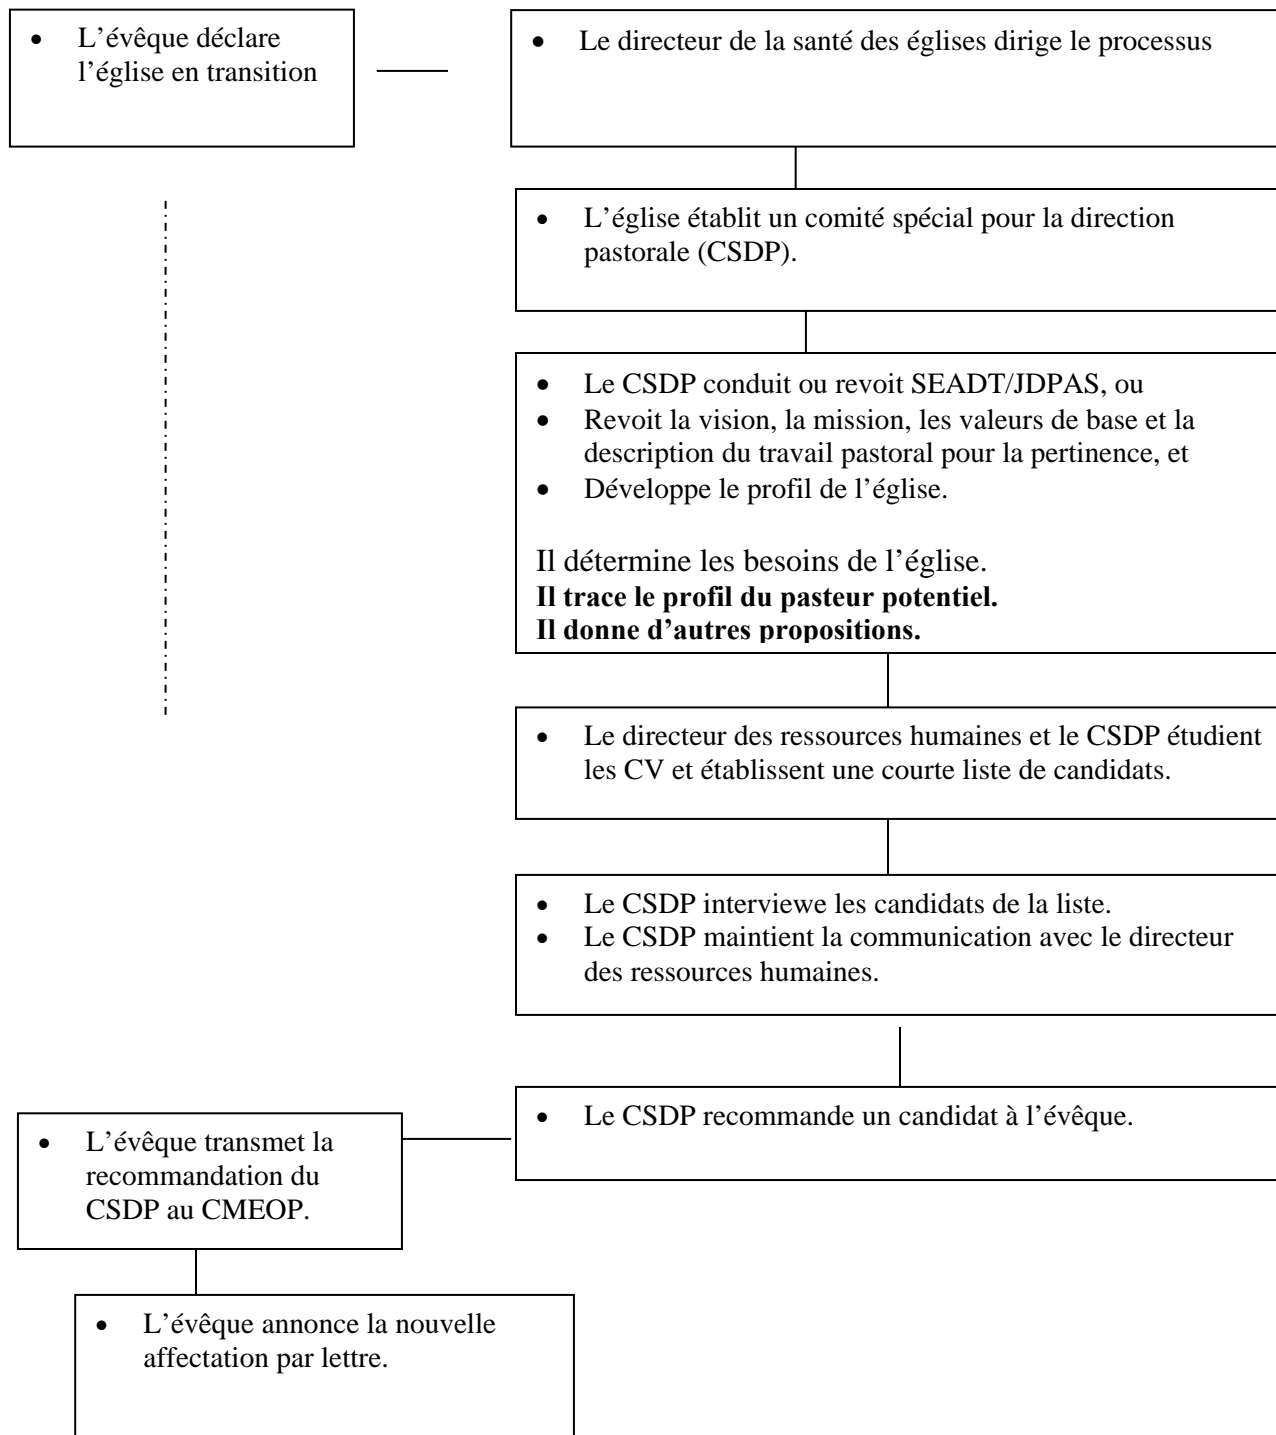 • L’évêque déclare
l’église en transition
• Le directeur de la santé des églises dirige le processus
• L’église établit un comité spécial pour la direction
pastorale (CSDP).
• Le CSDP conduit ou revoit SEADT/JDPAS, ou
• Revoit la vision, la mission, les valeurs de base et la
description du travail pastoral pour la pertinence, et
• Développe le profil de l’église.
Il détermine les besoins de l’église.
Il trace le profil du pasteur potentiel.
Il donne d’autres propositions.
• Le directeur des ressources humaines et le CSDP étudient
les CV et établissent une courte liste de candidats.
• Le CSDP interviewe les candidats de la liste.
• Le CSDP maintient la communication avec le directeur
des ressources humaines.
• Le CSDP recommande un candidat à l’évêque.
• L’évêque transmet la
recommandation du
CSDP au CMEOP.
• L’évêque annonce la nouvelle
affectation par lettre.